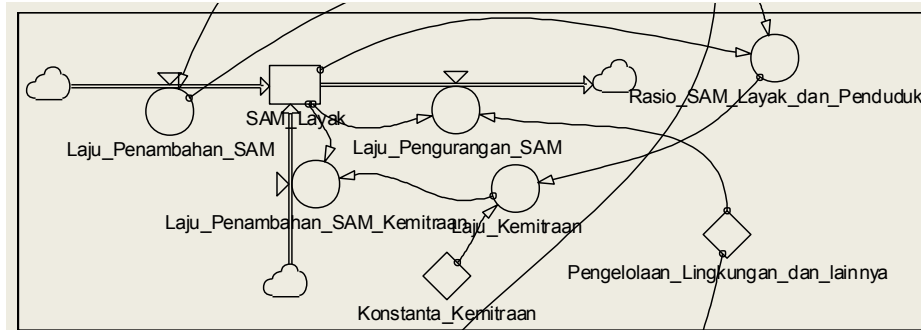 Rasio_SAM_Layak_dan_Penduduk
SAM_Layak
Laju_Penambahan_SAM
Laju_Pengurangan_SAM
Laju_Penambahan_SAM_Kemitraan
Laju_Kemitraan
Pengelolaan_Lingkungan_dan_lainnya
Konstanta_Kemitraan